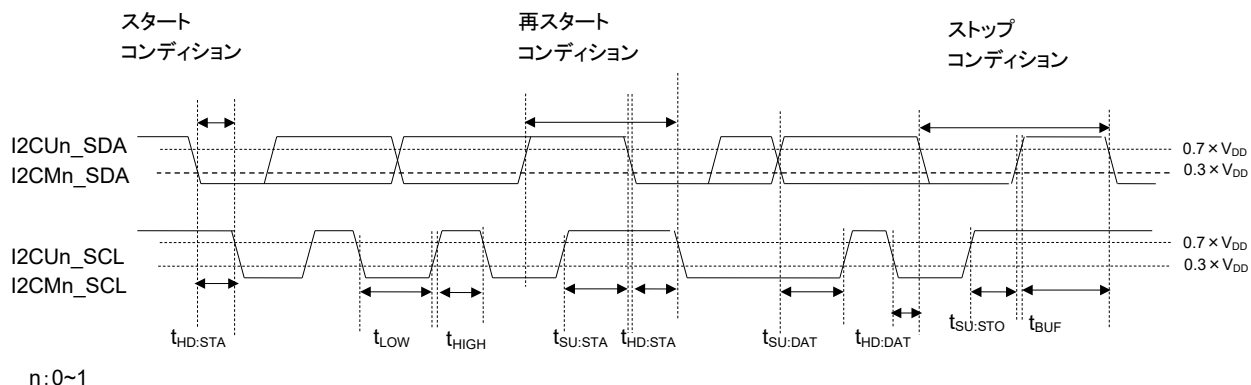 スタート
コンディション
再スタート
コンディション
ストップ
コンディション
I2CUn_SDA
I2CMn_SDA
0.7 × VDD
0.3 × VDD
I2CUn_SCL
I2CMn_SCL
0.7 × VDD
0.3 × VDD
tHD:STA
tLOW
tHIGH
tSU:STA
tHD:STA
tSU:DAT
tHD:DAT
tSU:STO
tBUF
n:0~1